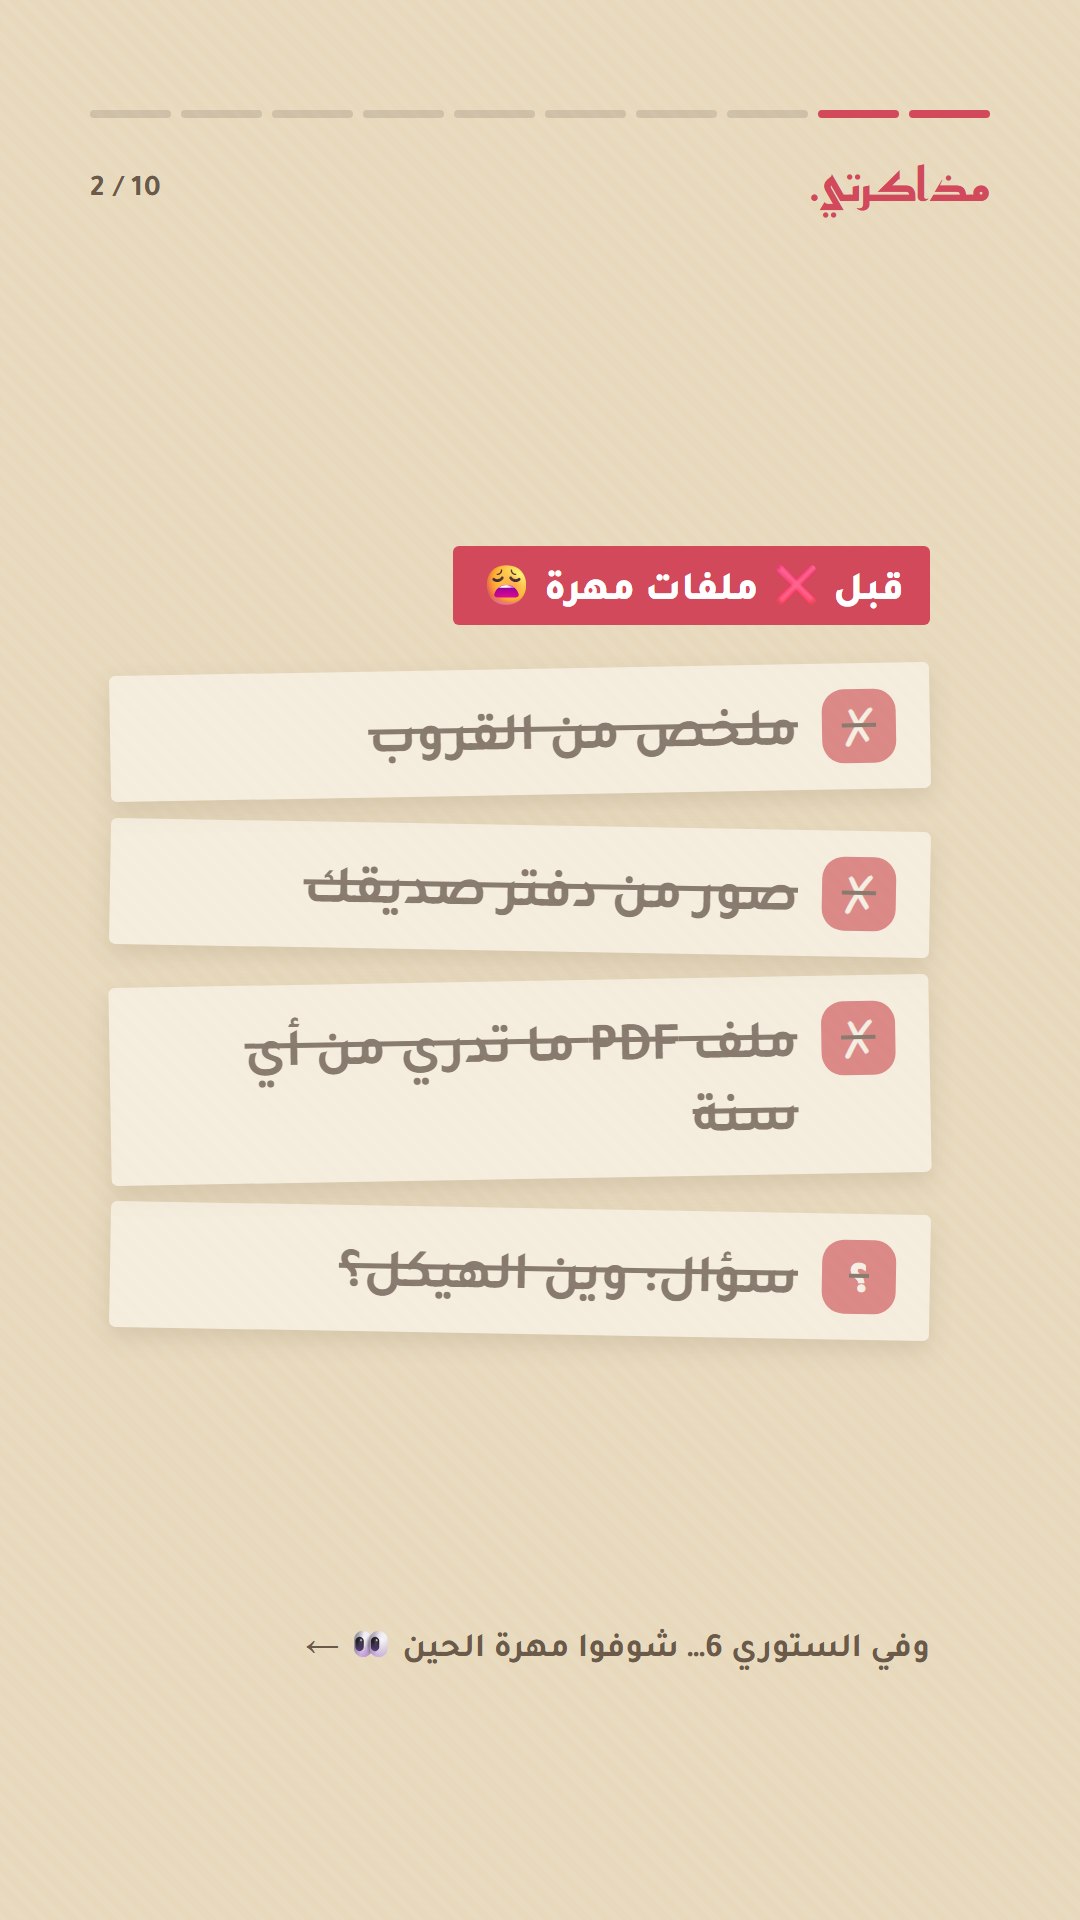 مذاكرتي.
2 / 10
قبل ❌ ملفات مهرة 😩
✗ ملخص من القروب
✗ صور من دفتر صديقك
✗ ملف PDF ما تدري من أي
سنة
؟ سؤال: وين الهيكل؟
وفي الستوري 6... شوفوا مهرة الحين 👀 ←